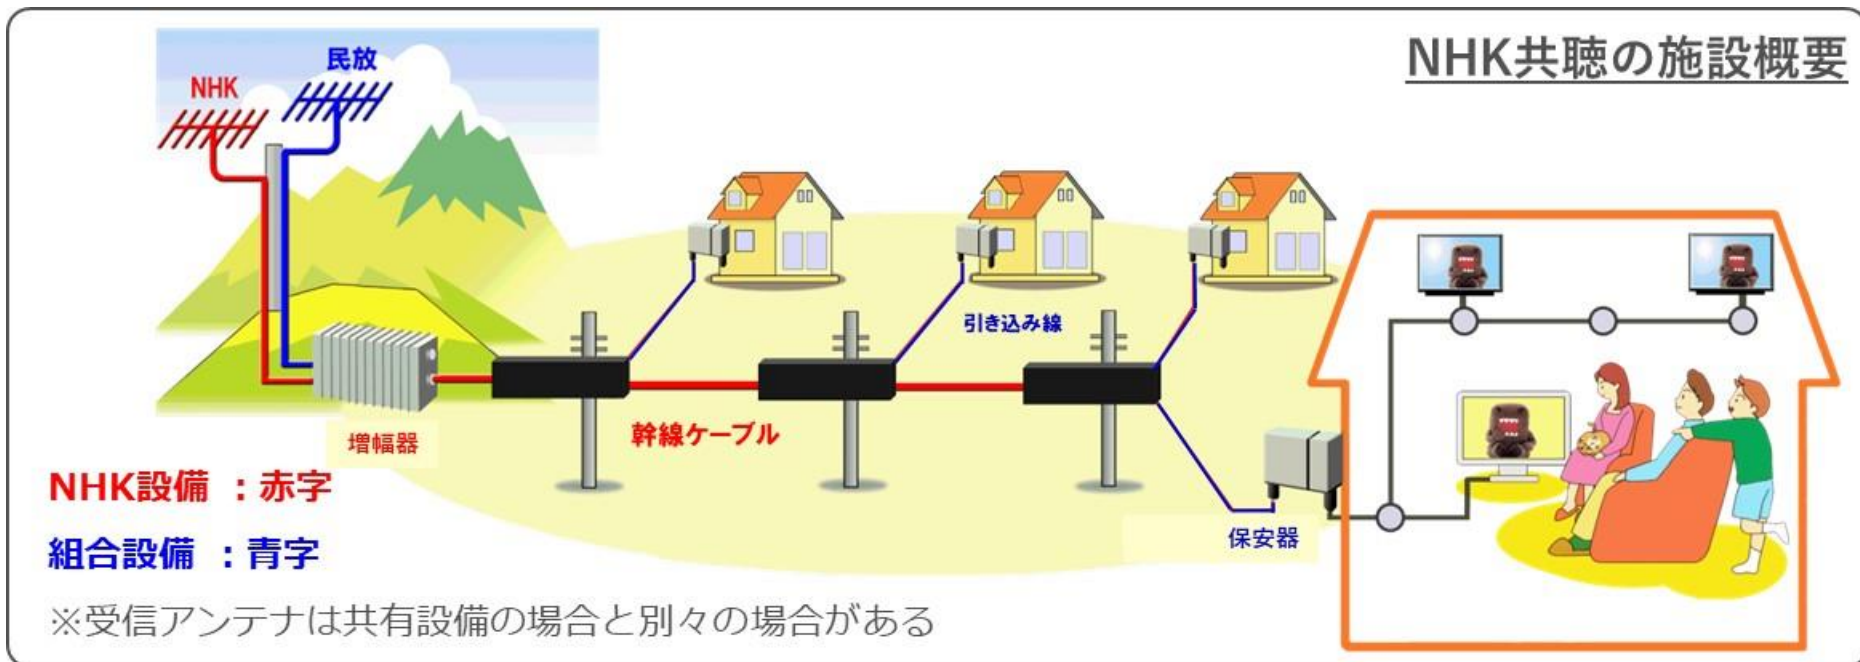 NHK共聴の施設概要
民放
NHK
引き込み線
増幅器
幹線ケーブル
保安器
NHK設備 :赤字
組合設備 :青字
※受信アンテナは共有設備の場合と別々の場合がある